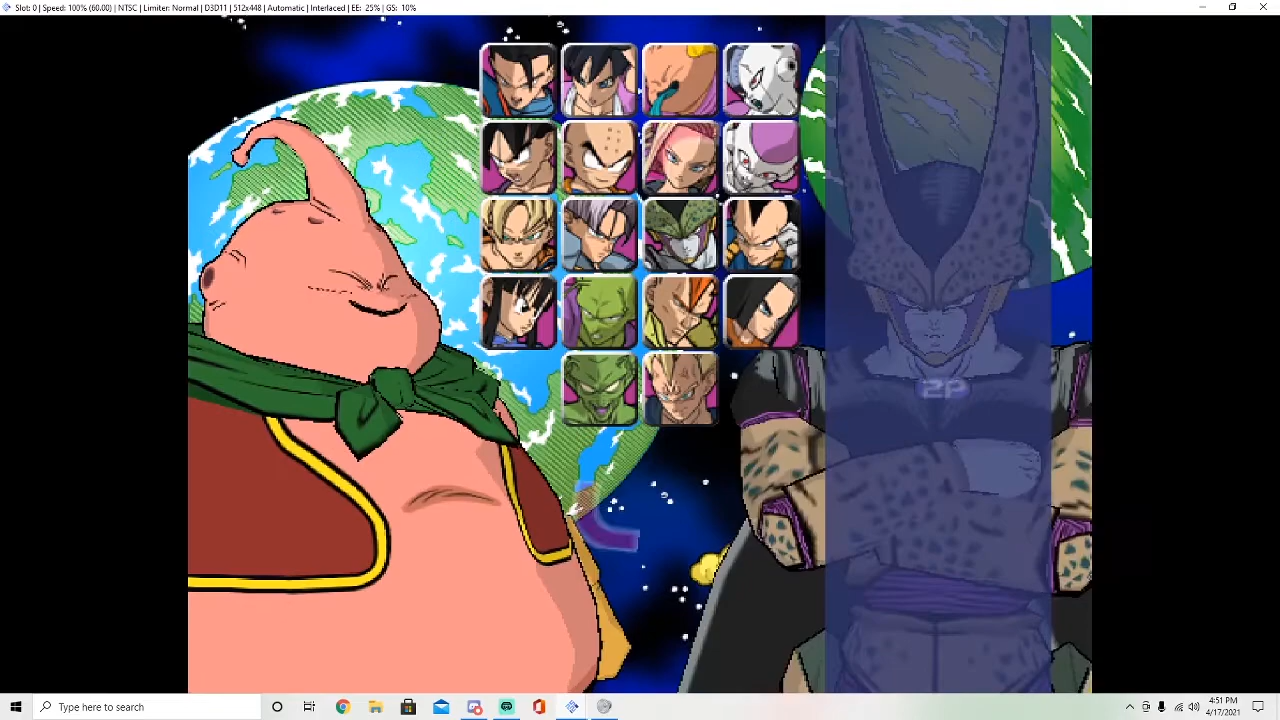 Slot: 0 | Speed: 100% (60.00) | NTSC | Limiter: Normal | D3D11 | 512x448 | Automatic | Interlaced | EE: 25% | GS: 10%
2P
Type here to search
4:51 PM
4/17/2021